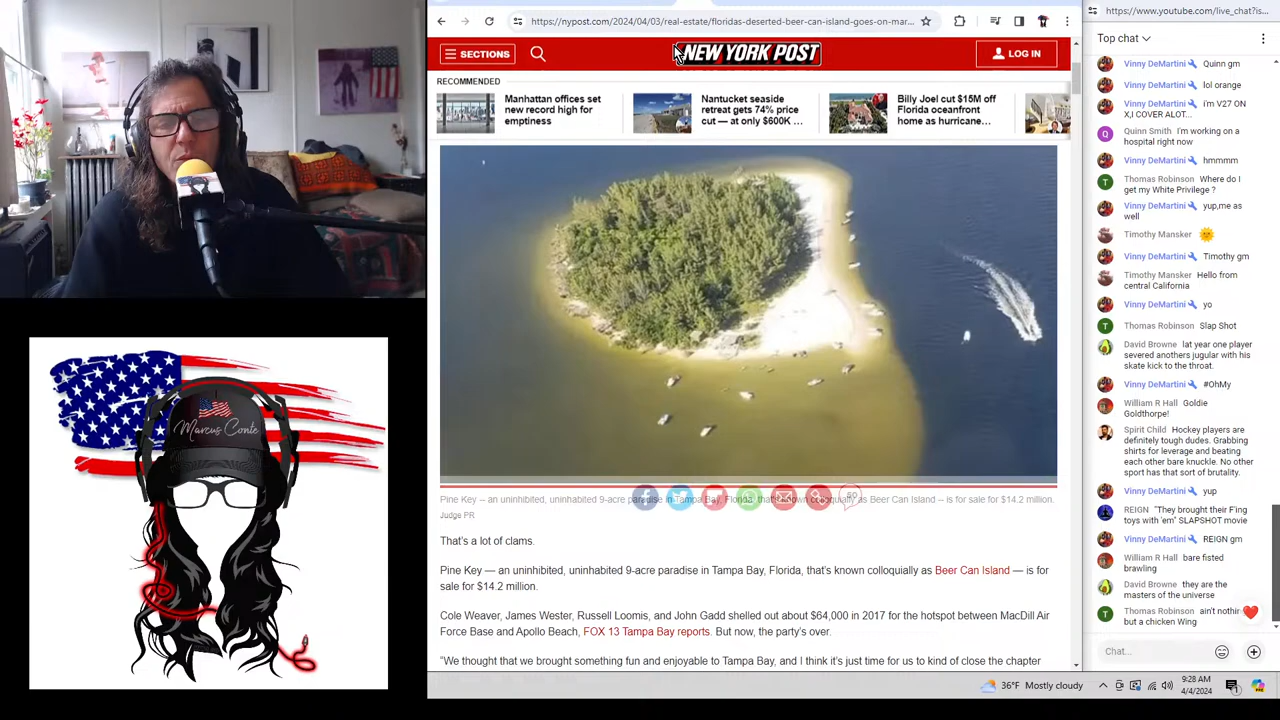 https://nypost.com/2024/04/03/real-estate/floridas-deserted-beer-can-island-goes-on-mar...
SECTIONS
NEW YORK POST
LOG IN
RECOMMENDED
Manhattan offices set
new record high for
emptiness
Nantucket seaside
retreat gets 74% price
cut — at only $600K ...
Billy Joel cut $15M off
Florida oceanfront
home as hurricane...
Pine Key -- an uninhibited, uninhabited 9-acre paradise in Tampa Bay, Florida, that's known colloquially as Beer Can Island -- is for sale for $14.2 million.
Judge PR
That's a lot of clams.
Pine Key — an uninhibited, uninhabited 9-acre paradise in Tampa Bay, Florida, that's known colloquially as Beer Can Island — is for
sale for $14.2 million.
Cole Weaver, James Wester, Russell Loomis, and John Gadd shelled out about $64,000 in 2017 for the hotspot between MacDill Air
Force Base and Apollo Beach, FOX 13 Tampa Bay reports. But now, the party's over.
"We thought that we brought something fun and enjoyable to Tampa Bay, and I think it's just time for us to kind of close the chapter
36°F Mostly cloudy
9:28 AM
4/4/2024
Marcus Conte
https://www.youtube.com/live_chat?is...
Top chat
Vinny DeMartini Quinn gm
Vinny DeMartini lol orange
Vinny DeMartini i'm V27 ON
X,I COVER ALOT...
Q
Quinn Smith I'm working on a
hospital right now
Vinny DeMartini hmmmm
T
Thomas Robinson Where do I
get my White Privilege ?
Vinny DeMartini yup,me as
well
Timothy Mansker
Vinny DeMartini Timothy gm
Timothy Mansker Hello from
central California
Vinny DeMartini yo
T
Thomas Robinson Slap Shot
David Browne lat year one player
severed anothers jugular with his
skate kick to the throat.
Vinny DeMartini #OhMy
William R Hall Goldie
Goldthorpe!
Spirit Child Hockey players are
definitely tough dudes. Grabbing
shirts for leverage and beating
each other bare knuckle. No other
sport has that sort of brutality.
Vinny DeMartini yup
REIGN "They brought their F'ing
toys with 'em" SLAPSHOT movie
Vinny DeMartini REIGN gm
William R Hall bare fisted
brawling
David Browne they are the
masters of the universe
T
Thomas Robinson ain't nothin
but a chicken Wing
Chat...